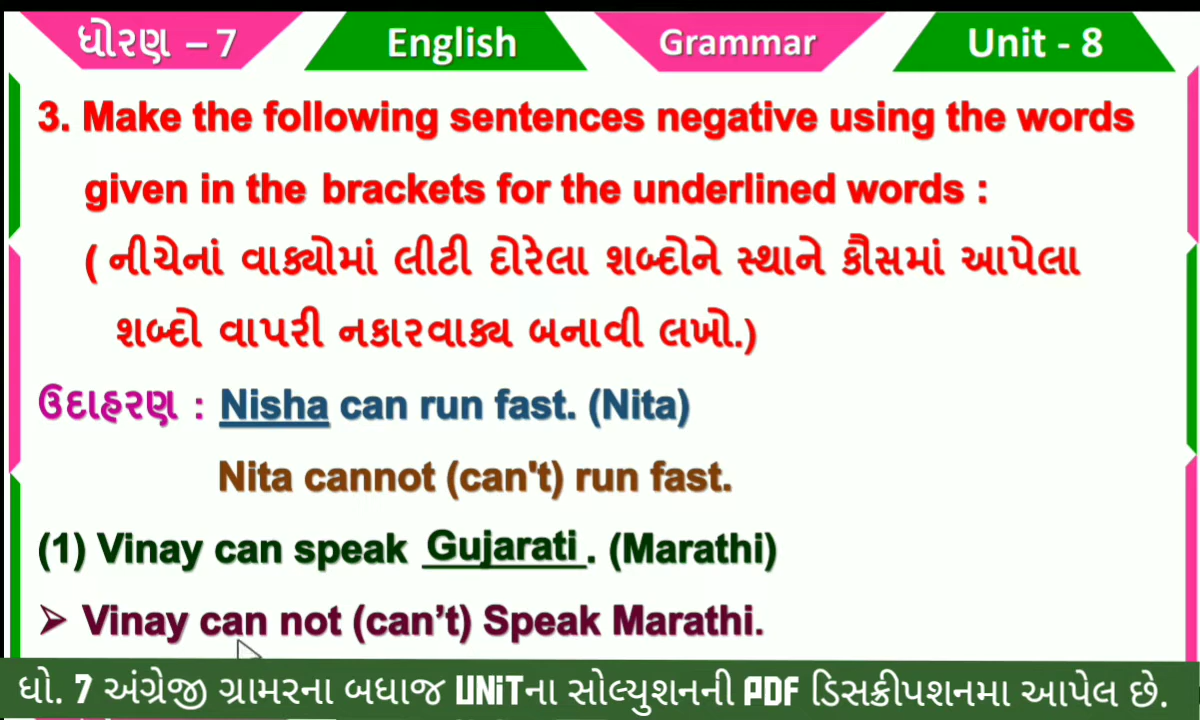 ધોરણ – 7 English Grammar Unit - 8
3. Make the following sentences negative using the words
given in the brackets for the underlined words :
( નીચેનાં વાક્યોમાં લીટી દોરેલા શબ્દોને સ્થાને કૌસમાં આપેલા
શબ્દો વાપરી નકારવાક્ય બનાવી લખો.)
ઉદાહરણ : Nisha can run fast. (Nita)
Nita cannot (can't) run fast.
(1) Vinay can speak Gujarati. (Marathi)
➢ Vinay can not (can’t) Speak Marathi.
ધો. 7 અંગ્રેજી ગ્રામરના બધાજ UNiTના સોલ્યુશનની PDF ડિસક્રીપશનમા આપેલ છે.